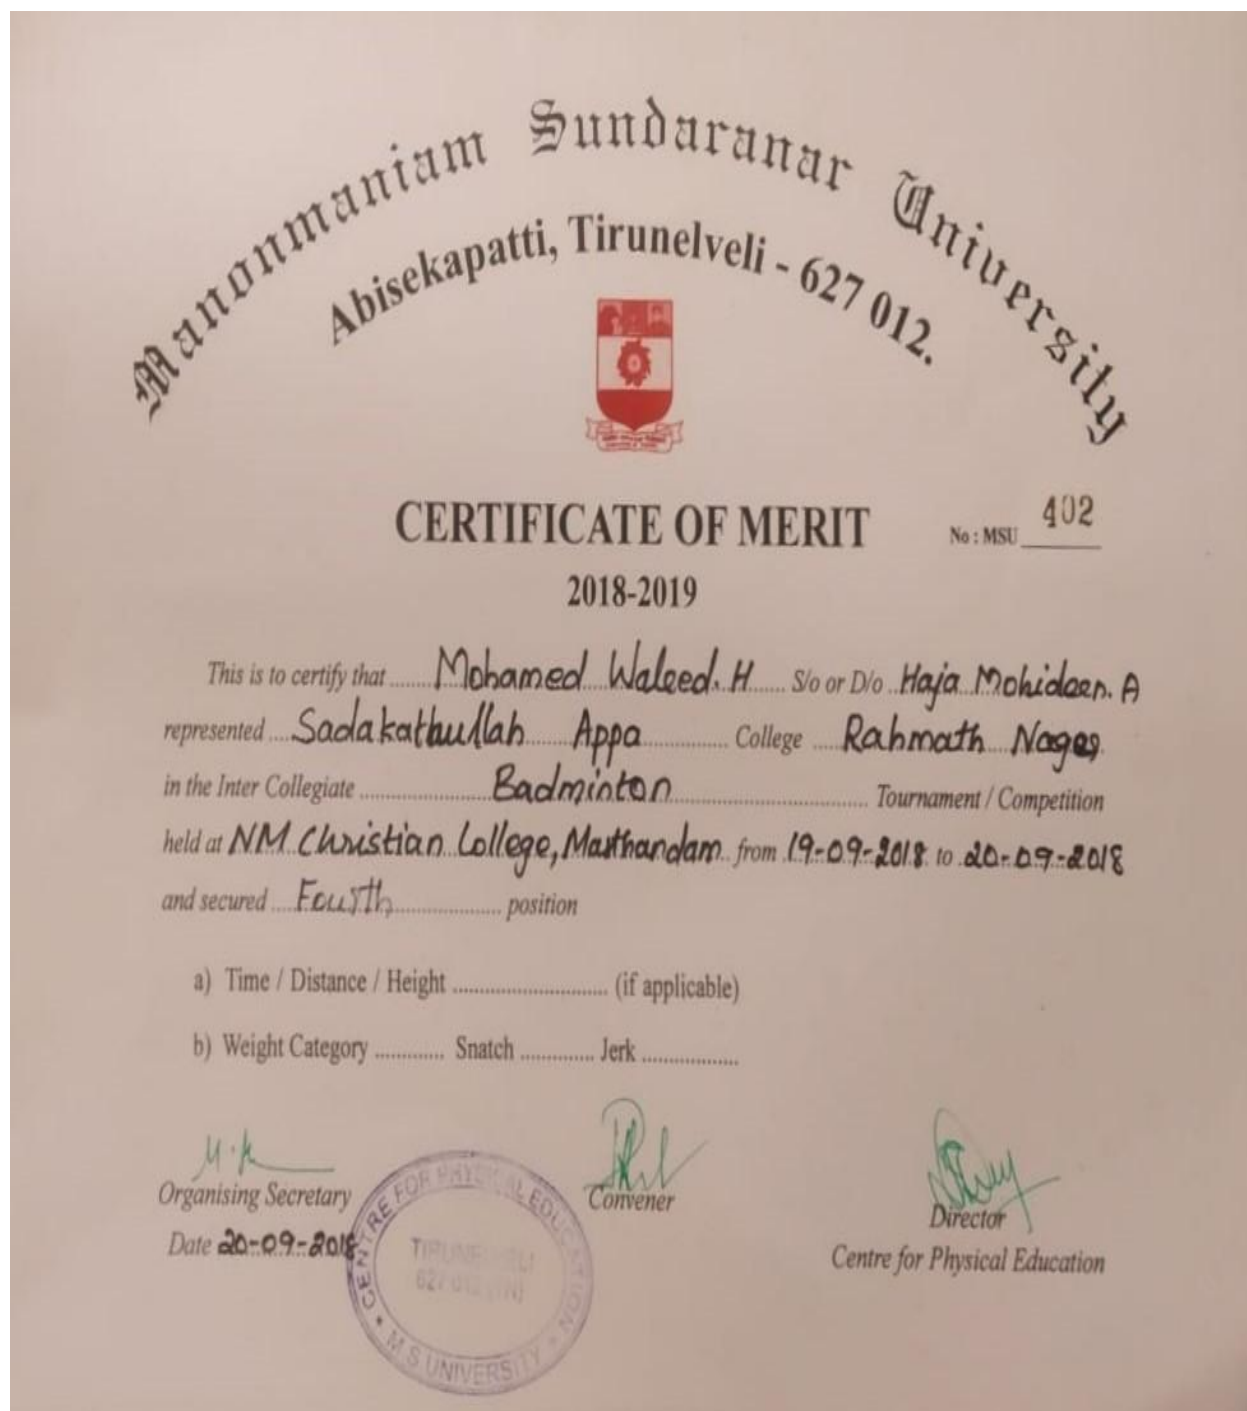 Manonmaniam Sundaranar University
Abisekapatti, Tirunelveli - 627 012.
CERTIFICATE OF MERIT
No : MSU 402
2018-2019
This is to certify that ...... Mohamed Waleed. H ...... S/o or D/o .. Haja Mohideen. A
represented .... Sadakathullah Appa ............... College .... Rahmath Nagar
in the Inter Collegiate ........................ Badminton ........................ Tournament / Competition
held at NM Christian College, Marthandam from 19-09-2018 to 20-09-2018
and secured .... Fourth .................... position
a) Time / Distance / Height ............................ (if applicable)
b) Weight Category ............ Snatch ............. Jerk .................
M.K
Organising Secretary
Convener
Director
Date 20-09-2018
Centre for Physical Education
CENTRE FOR PHYSICAL EDUCATION
TIRUNELVELI
627 012
M S UNIVERSITY